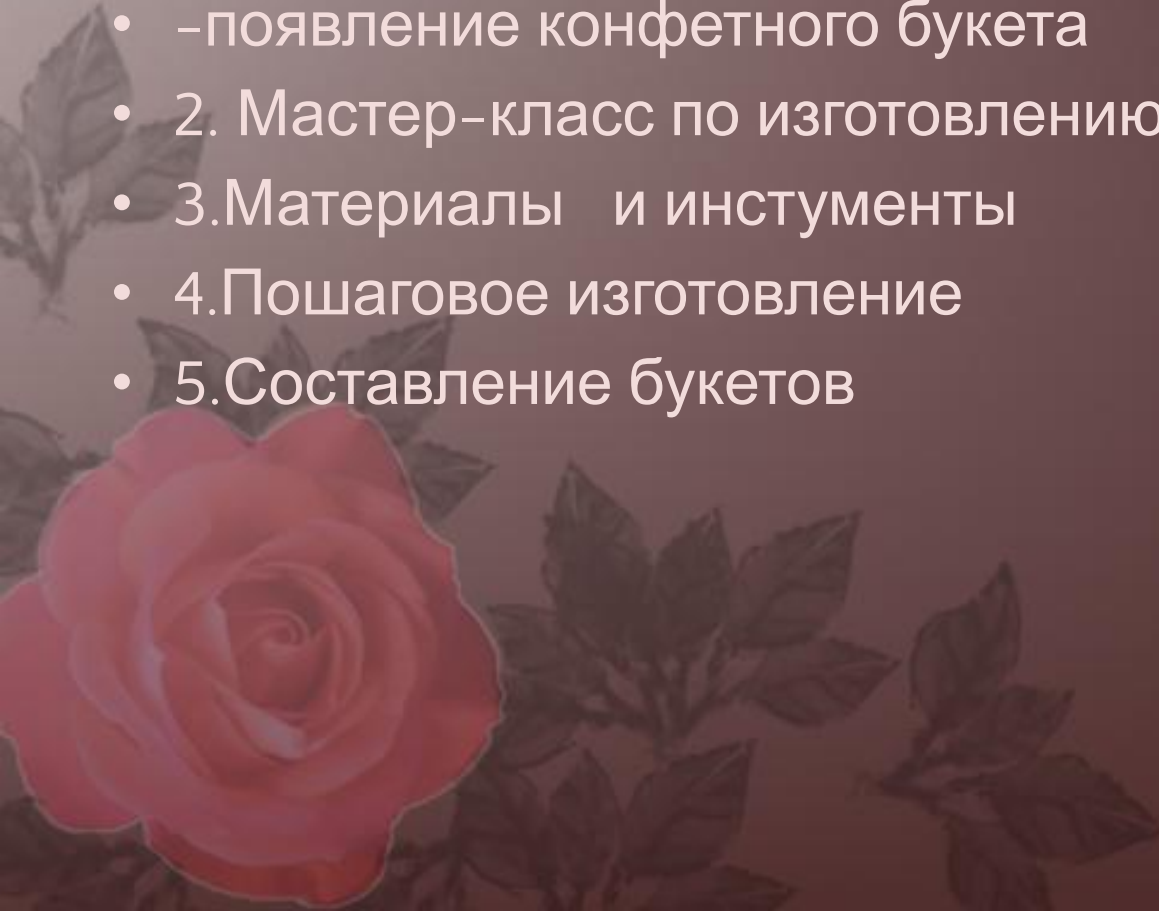 • –появление конфетного букета
• 2. Мастер–класс по изготовлению
• 3.Материалы и инстументы
• 4.Пошаговое изготовление
• 5.Составление букетов